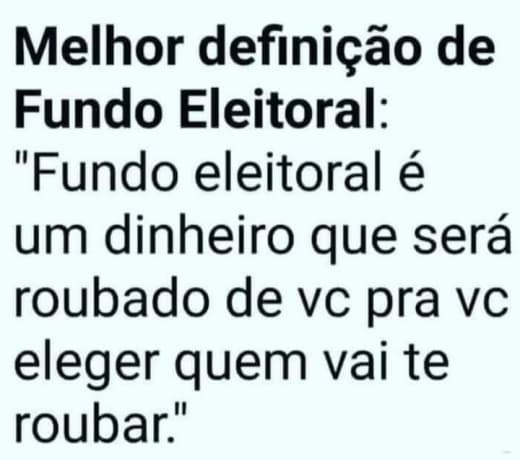 Melhor definição de
Fundo Eleitoral:
"Fundo eleitoral é
um dinheiro que será
roubado de vc pra vc
eleger quem vai te
roubar."